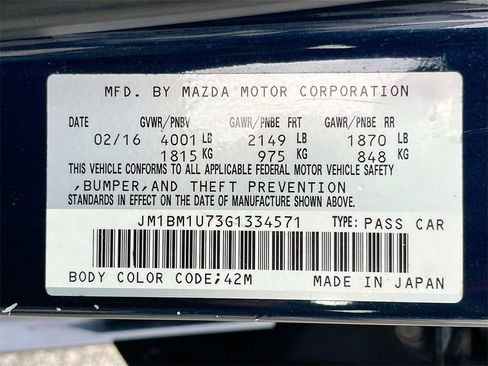 MFD. BY MAZDA MOTOR CORPORATION
DATE GVWR/PNBV GAWR/PNBE FRT GAWR/PNBE RR
02/16 4001 LB 2149 LB 1870 LB
1815 KG 975 KG 848 KG
THIS VEHICLE CONFORMS TO ALL APPLICABLE FEDERAL MOTOR VEHICLE SAFETY
,BUMPER,AND THEFT PREVENTION
STANDARDS IN EFFECT ON THE DATE OF MANUFACTURE SHOWN ABOVE.
JM1BM1U73G1334571 TYPE: PASS CAR
BODY COLOR CODE;42M MADE IN JAPAN